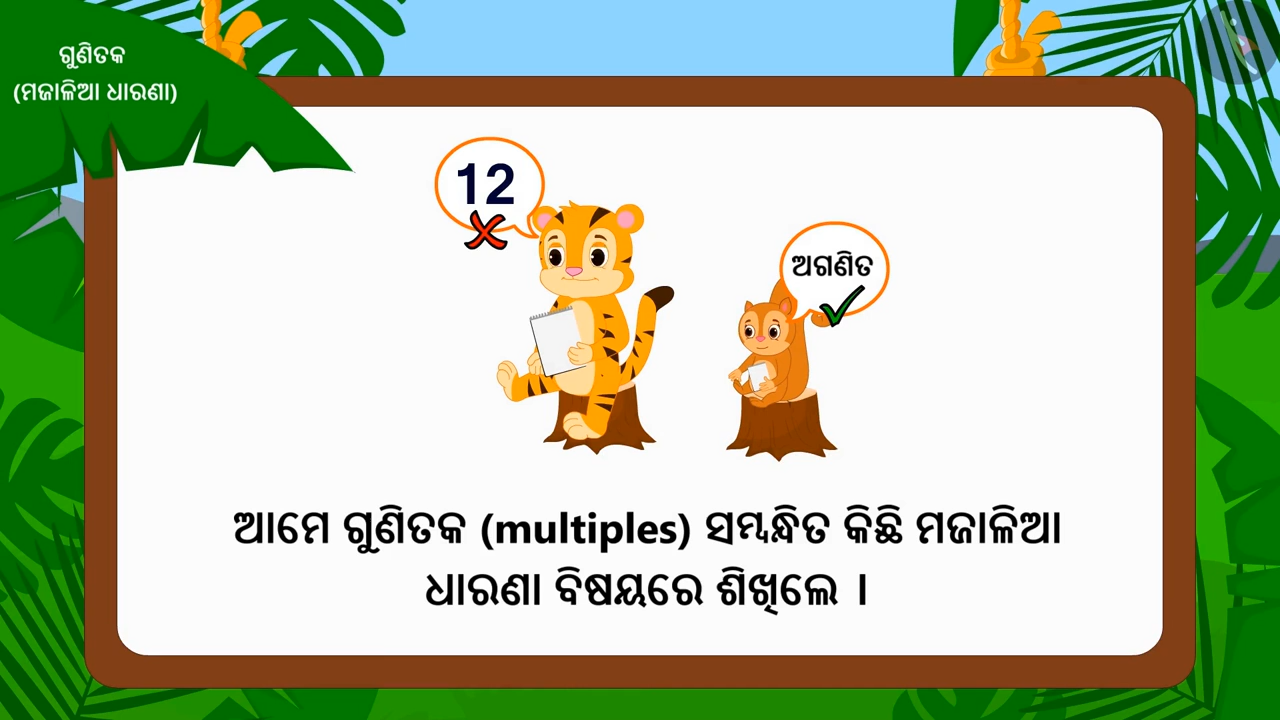 ଗୁଣିତକ
(ମଜାଳିଆ ଧାରଣା)
12
ଅଗଣିତ
ଆମେ ଗୁଣିତକ (multiples) ସମ୍ବନ୍ଧିତ କିଛି ମଜାଳିଆ
ଧାରଣା ବିଷୟରେ ଶିଖିଲେ ।